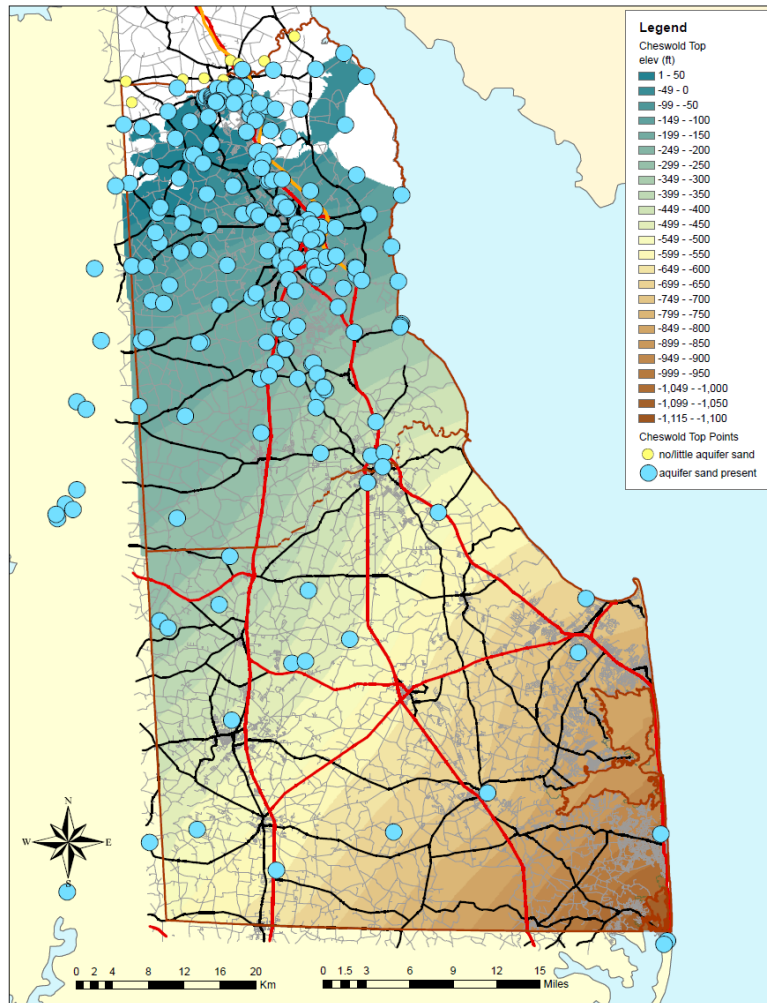 Legend
Cheswold Top
elev (ft)
1 - 50
-49 - 0
-99 - -50
-149 - -100
-199 - -150
-249 - -200
-299 - -250
-349 - -300
-399 - -350
-449 - -400
-499 - -450
-549 - -500
-599 - -550
-649 - -600
-699 - -650
-749 - -700
-799 - -750
-849 - -800
-899 - -850
-949 - -900
-999 - -950
-1,049 - -1,000
-1,099 - -1,050
-1,115 - -1,100
Cheswold Top Points
no/little aquifer sand
aquifer sand present
N
W E
S
0 2 4 8 12 16 20
Km
0 1.5 3 6 9 12 15
Miles